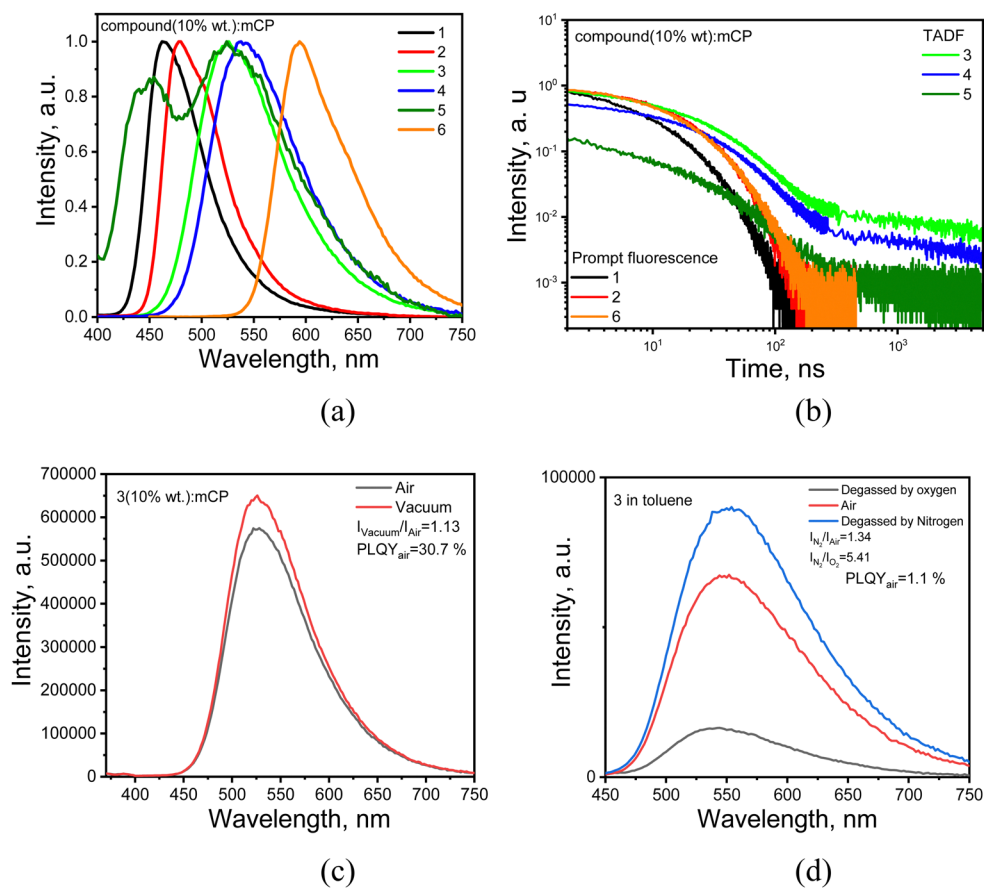 compound(10% wt.):mCP
1
2
3
4
5
6
Intensity, a.u.
1.0
0.8
0.6
0.4
0.2
0.0
400 450 500 550 600 650 700 750
Wavelength, nm
(a)
compound(10% wt):mCP
TADF
3
4
5
Intensity, a. u
10⁰
10⁻¹
10⁻²
10⁻³
Prompt fluorescence
1
2
6
10¹ 10² 10³
Time, ns
(b)
3(10% wt.):mCP
Air
Vacuum
I_Vacuum/I_Air=1.13
PLQY_air=30.7 %
Intensity, a.u.
700000
600000
500000
400000
300000
200000
100000
0
400 450 500 550 600 650 700 750
Wavelength, nm
(c)
3 in toluene
Degassed by oxygen
Air
Degassed by Nitrogen
I_N₂/I_Air=1.34
I_N₂/I_O₂=5.41
PLQY_air=1.1 %
Intensity, a.u.
100000
0
450 500 550 600 650 700 750
Wavelength, nm
(d)